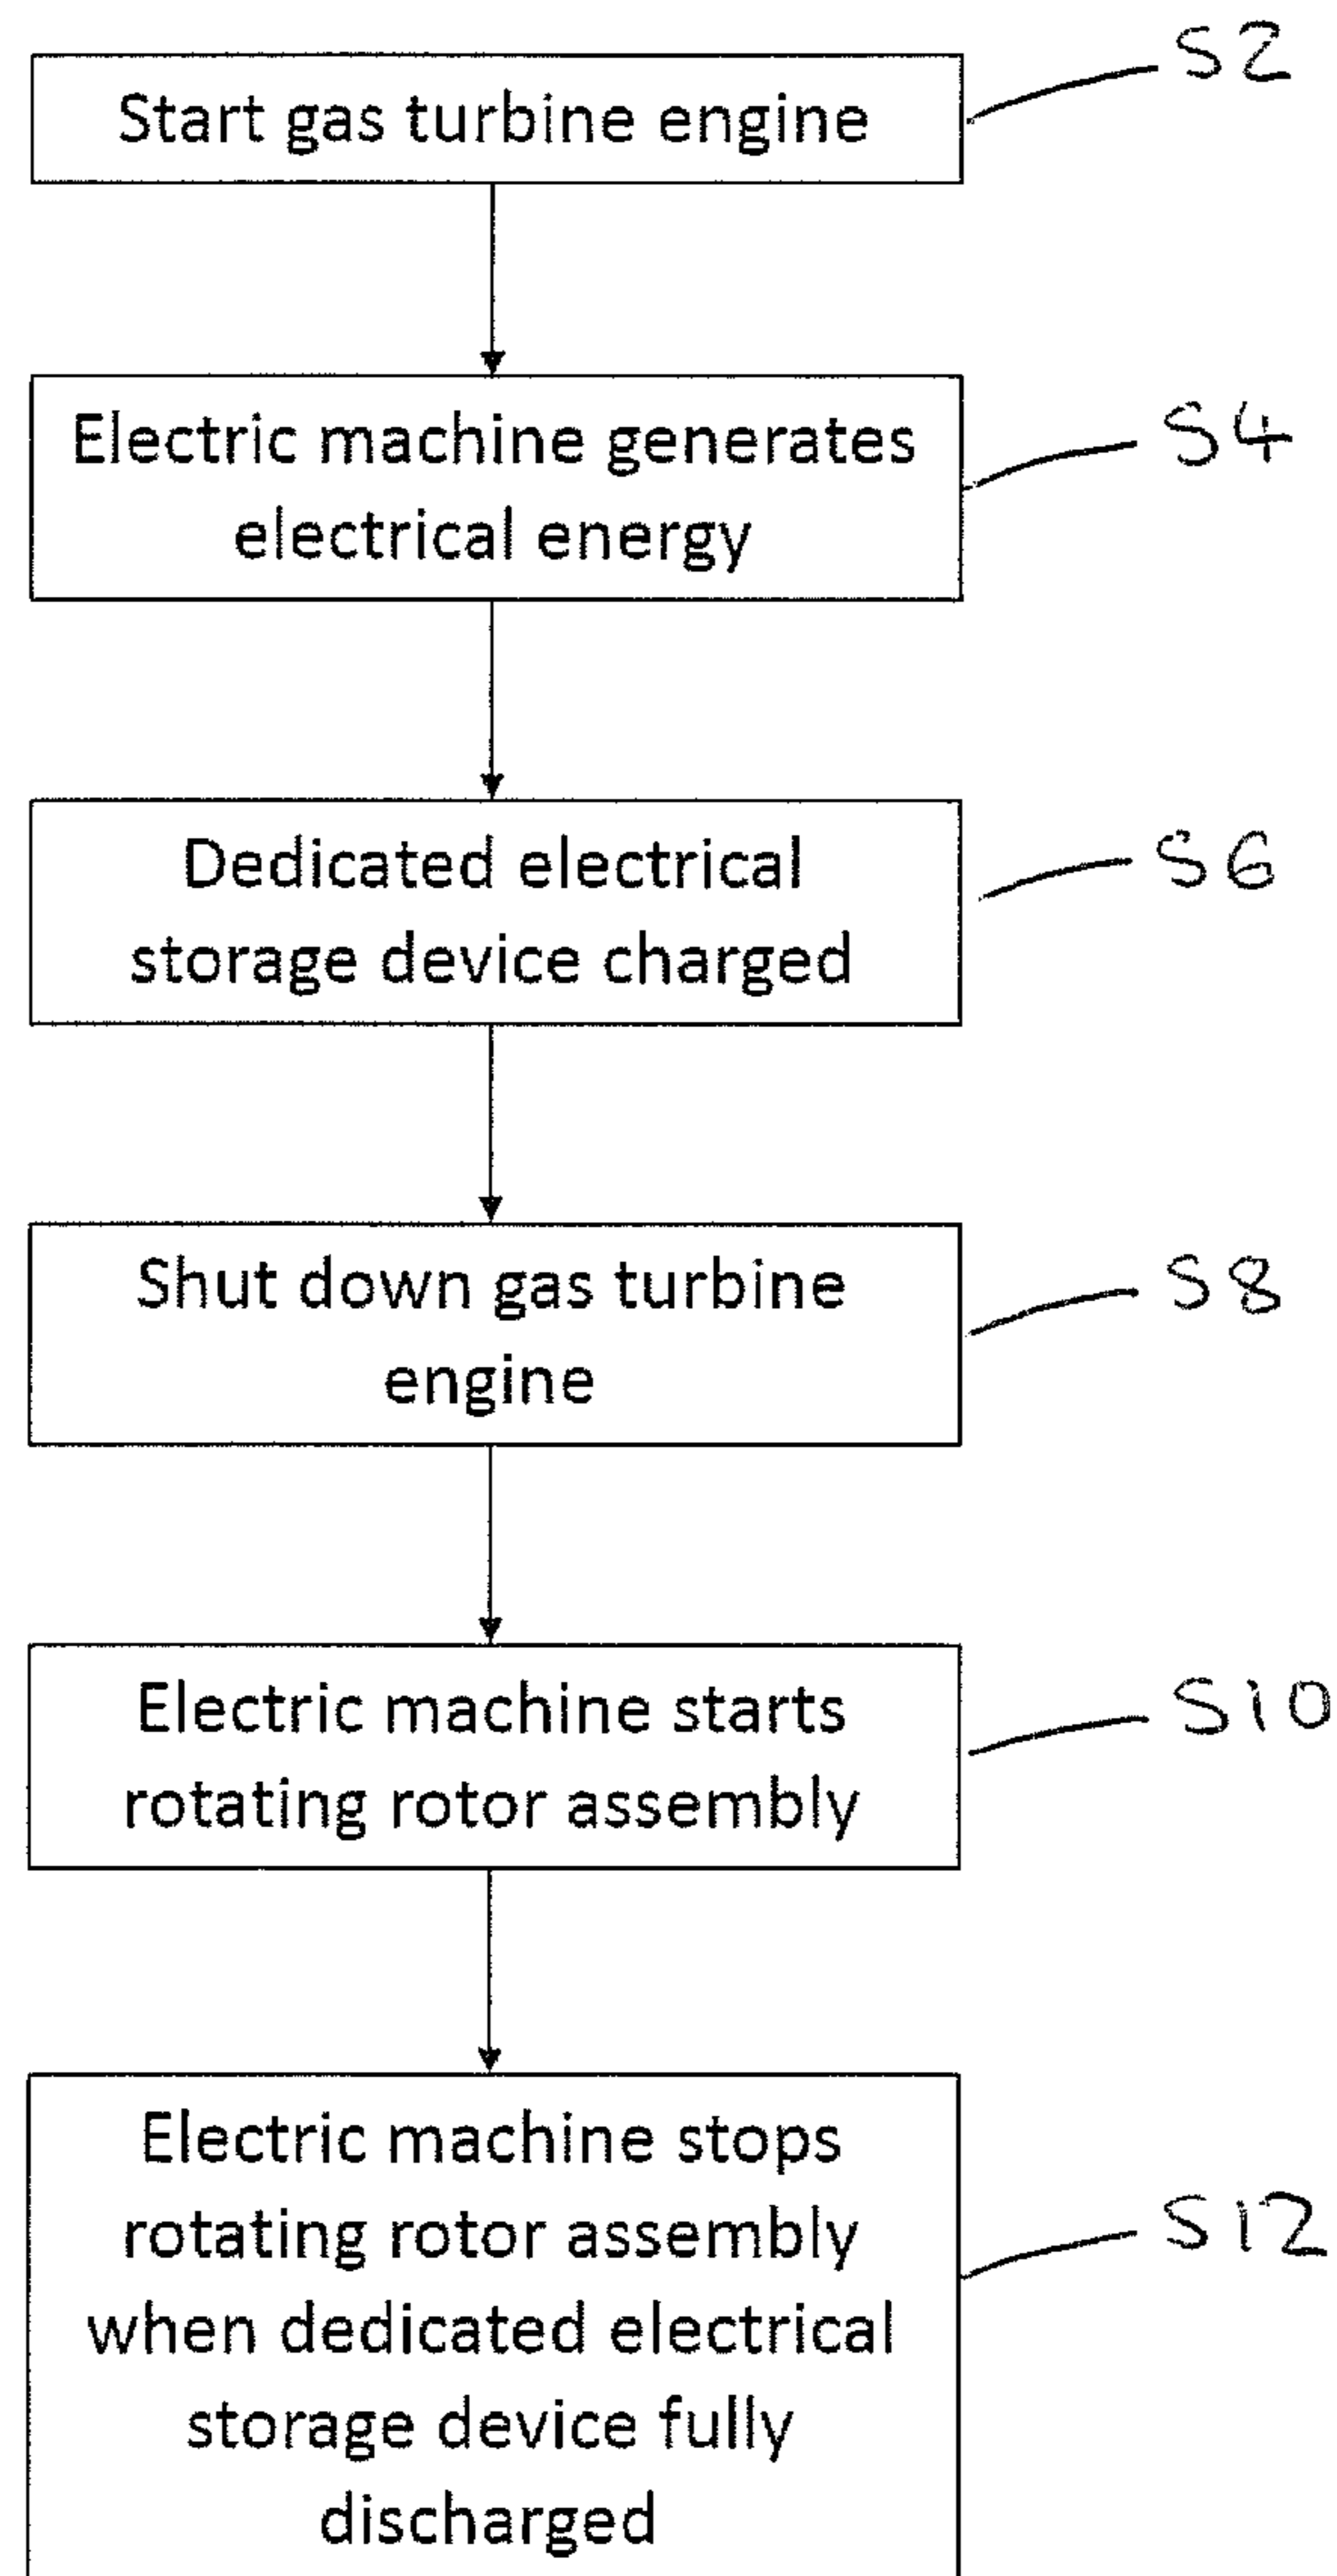 S2
Start gas turbine engine
S4
Electric machine generates
electrical energy
S6
Dedicated electrical
storage device charged
S8
Shut down gas turbine
engine
S10
Electric machine starts
rotating rotor assembly
S12
Electric machine stops
rotating rotor assembly
when dedicated electrical
storage device fully
discharged